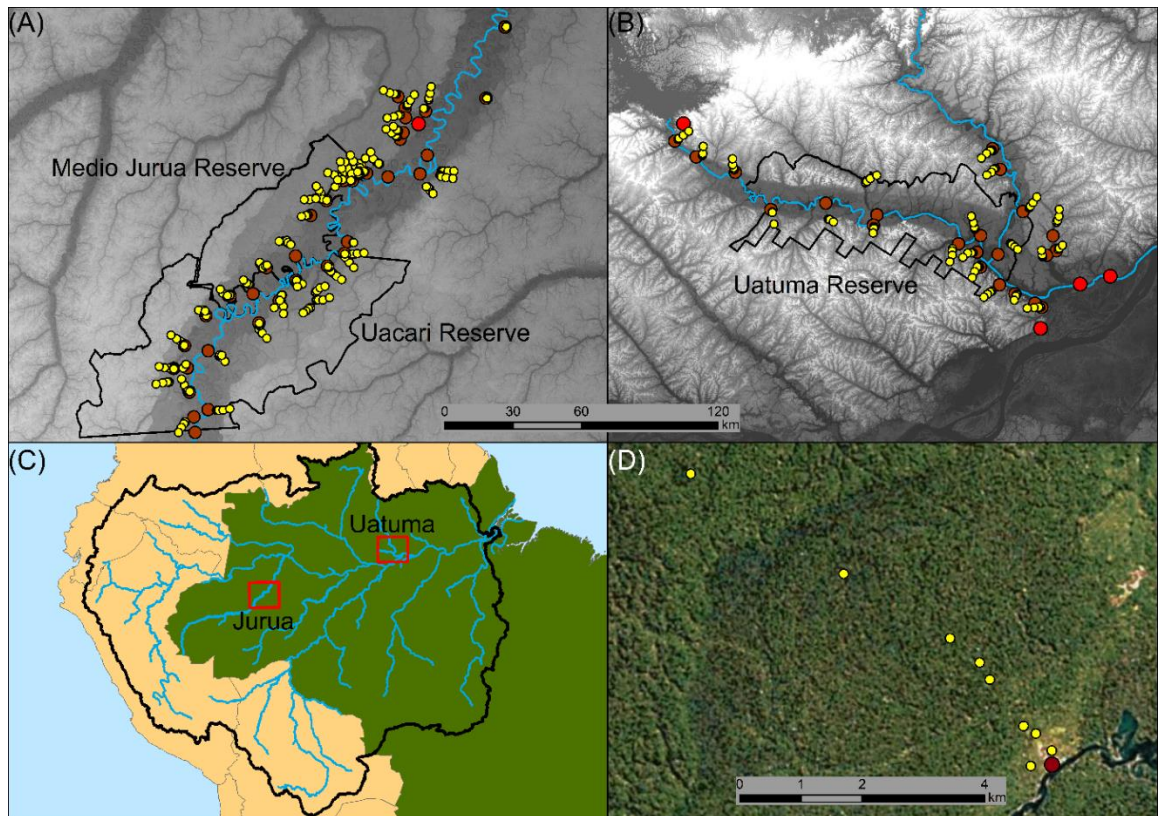 (A)
Medio Jurua Reserve
Uacari Reserve
(B)
Uatuma Reserve
0 30 60 120
km
(C)
Uatuma
Jurua
(D)
0 1 2 4
km